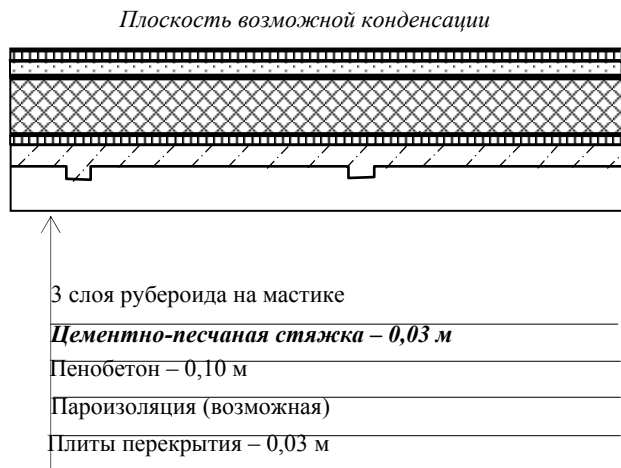 Плоскость возможной конденсации
3 слоя рубероида на мастике
Цементно-песчаная стяжка – 0,03 м
Пенобетон – 0,10 м
Пароизоляция (возможная)
Плиты перекрытия – 0,03 м